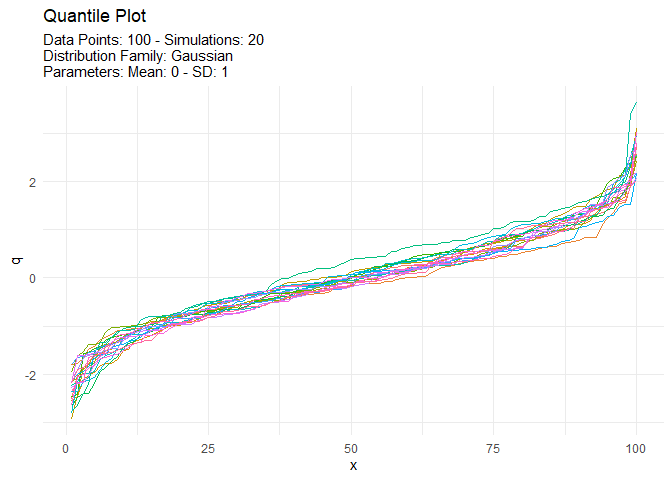 Quantile Plot
Data Points: 100 - Simulations: 20
Distribution Family: Gaussian
Parameters: Mean: 0 - SD: 1
2
0
-2
q
0 25 50 75 100
x